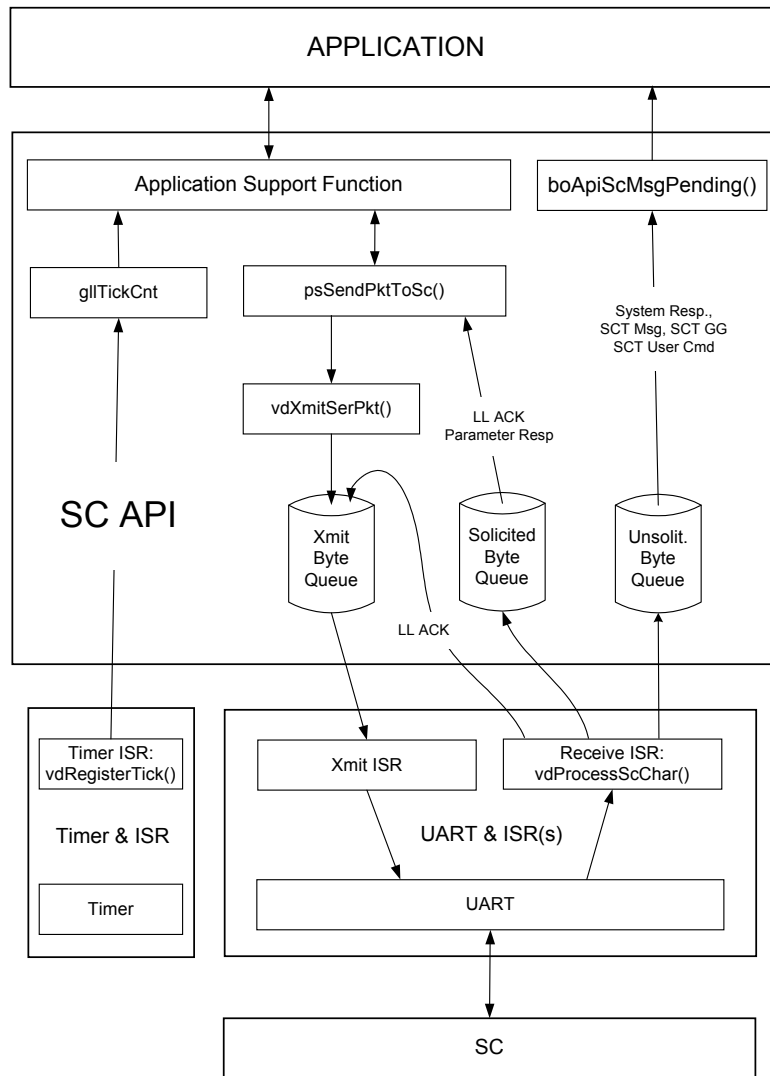 APPLICATION
Application Support Function
boApiScMsgPending()
gllTickCnt
psSendPktToSc()
System Resp.,
SCT Msg, SCT GG
SCT User Cmd
vdXmitSerPkt()
LL ACK
Parameter Resp
SC API
Xmit
Byte
Queue
Solicited
Byte
Queue
Unsolit.
Byte
Queue
LL ACK
Timer ISR:
vdRegisterTick()
Xmit ISR
Receive ISR:
vdProcessScChar()
Timer & ISR
UART & ISR(s)
Timer
UART
SC